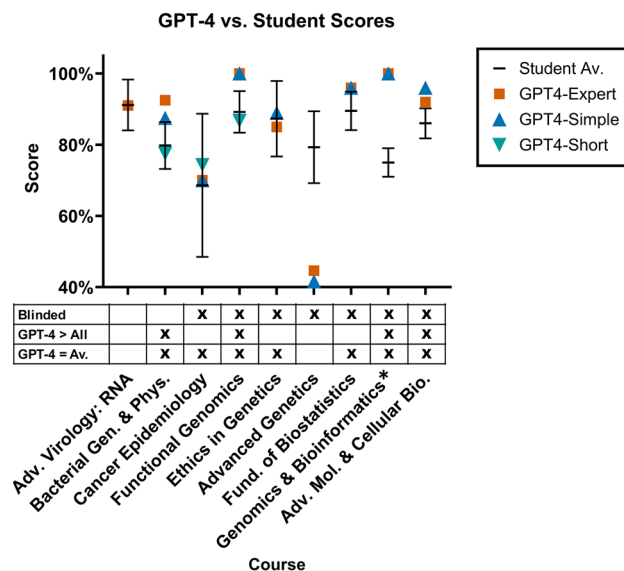 GPT-4 vs. Student Scores
100%
80%
60%
40%
Score
Student Av.
GPT4-Expert
GPT4-Simple
GPT4-Short
Blinded x x x x x x x
GPT-4 > All x x x x
GPT-4 = Av. x x x x x x x
Adv. Virology: RNA
Bacterial Gen. & Phys.
Cancer Epidemiology
Functional Genomics
Ethics in Genetics
Advanced Genetics
Fund. of Biostatistics
Genomics & Bioinformatics*
Adv. Mol. & Cellular Bio.
Course